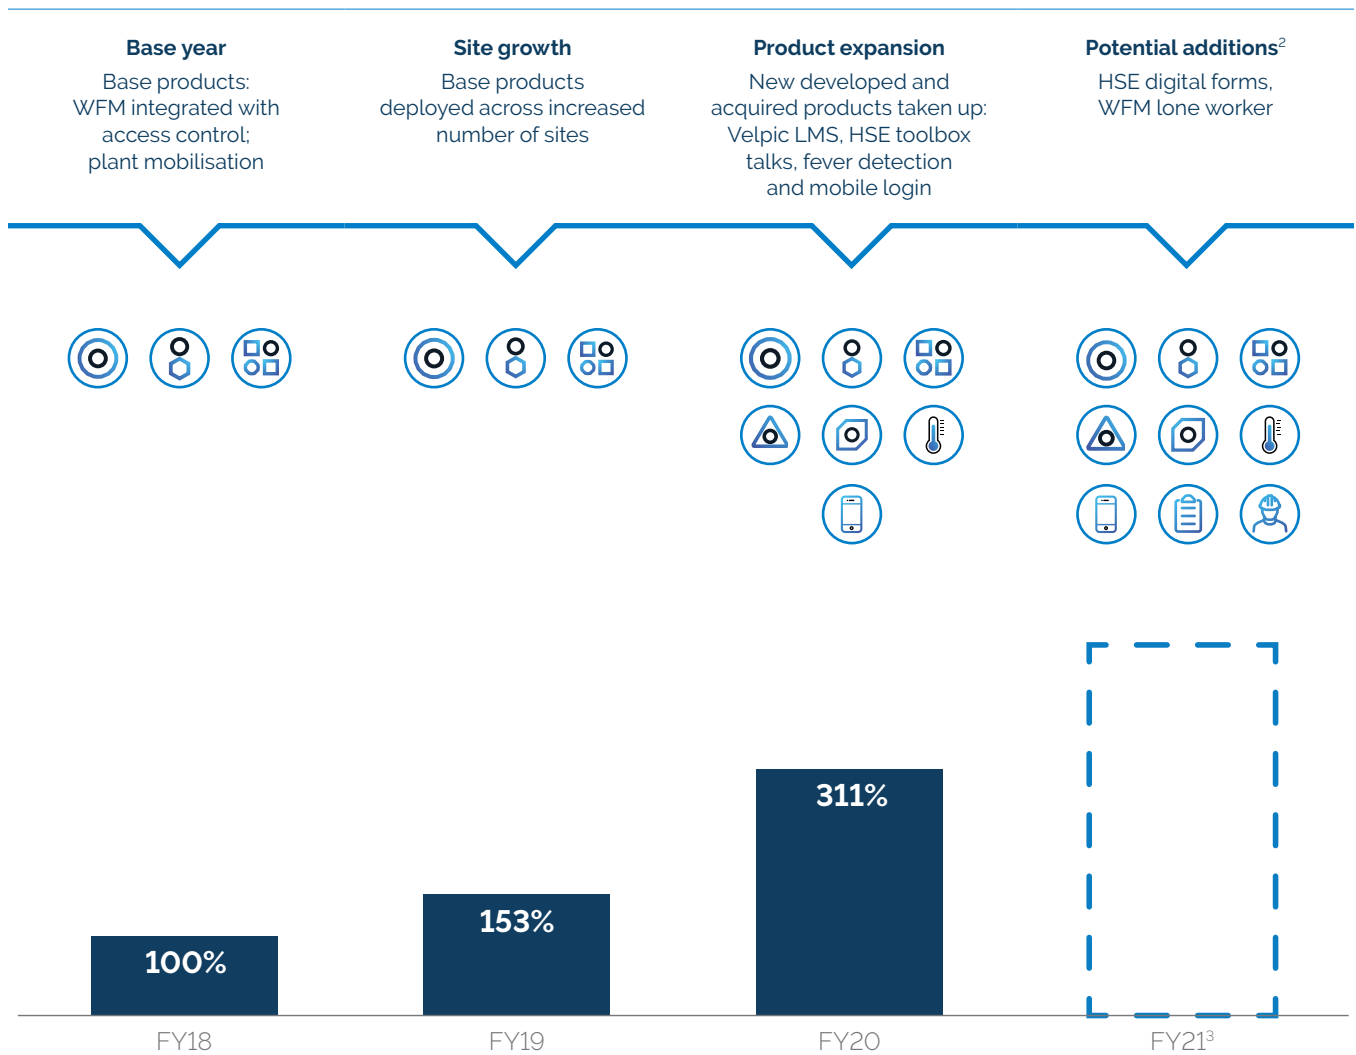 Base year
Base products:
WFM integrated with
access control;
plant mobilisation
Site growth
Base products
deployed across increased
number of sites
Product expansion
New developed and
acquired products taken up:
Velpic LMS, HSE toolbox
talks, fever detection
and mobile login
Potential additions²
HSE digital forms,
WFM lone worker
100%
153%
311%
FY18
FY19
FY20
FY21³